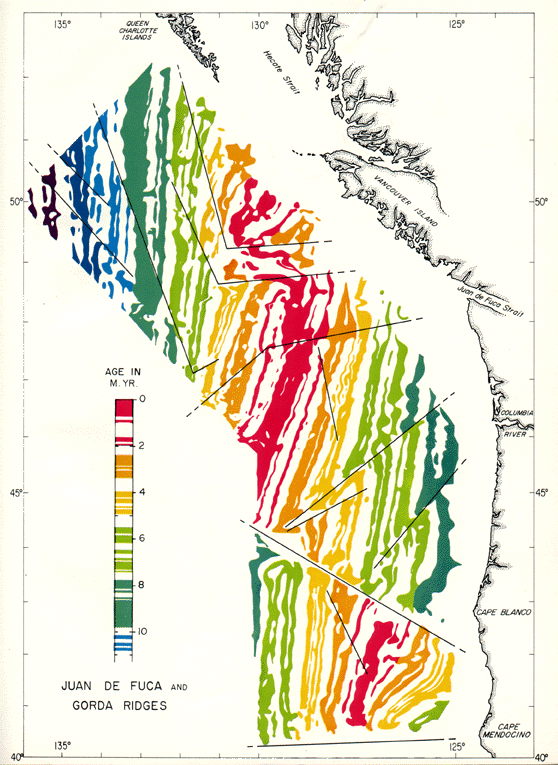 135°
130°
125°
QUEEN
CHARLOTTE
ISLANDS
Hecate Strait
VANCOUVER ISLAND
50°
50°
Juan de Fuca Strait
AGE IN
M. YR.
0
2
4
6
8
10
COLUMBIA
RIVER
45°
45°
CAPE BLANCO
JUAN DE FUCA AND
GORDA RIDGES
CAPE
MENDOCINO
40°
135°
125°
40°